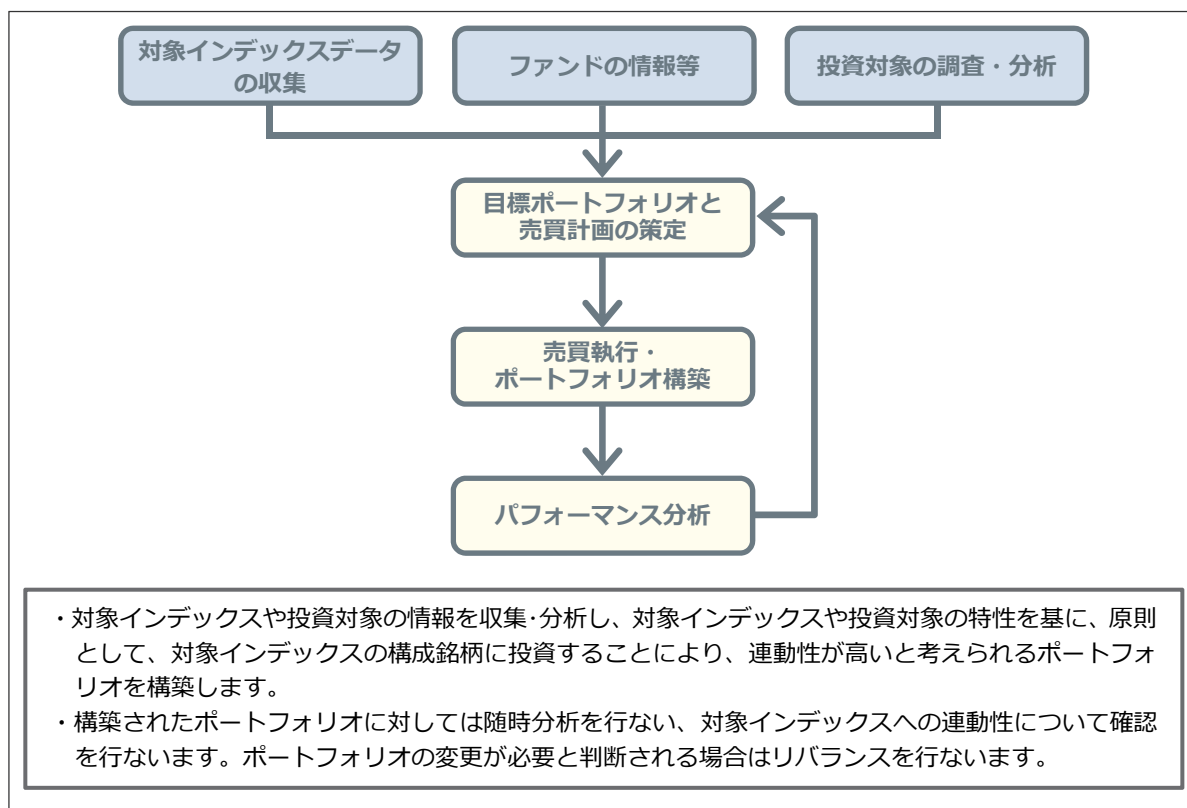 対象インデックスデータ
の収集
ファンドの情報等
投資対象の調査・分析
目標ポートフォリオと
売買計画の策定
売買執行・
ポートフォリオ構築
パフォーマンス分析
・対象インデックスや投資対象の情報を収集･分析し、対象インデックスや投資対象の特性を基に、原則
として、対象インデックスの構成銘柄に投資することにより、連動性が高いと考えられるポートフォ
リオを構築します。
・構築されたポートフォリオに対しては随時分析を行ない、対象インデックスへの連動性について確認
を行ないます。ポートフォリオの変更が必要と判断される場合はリバランスを行ないます。